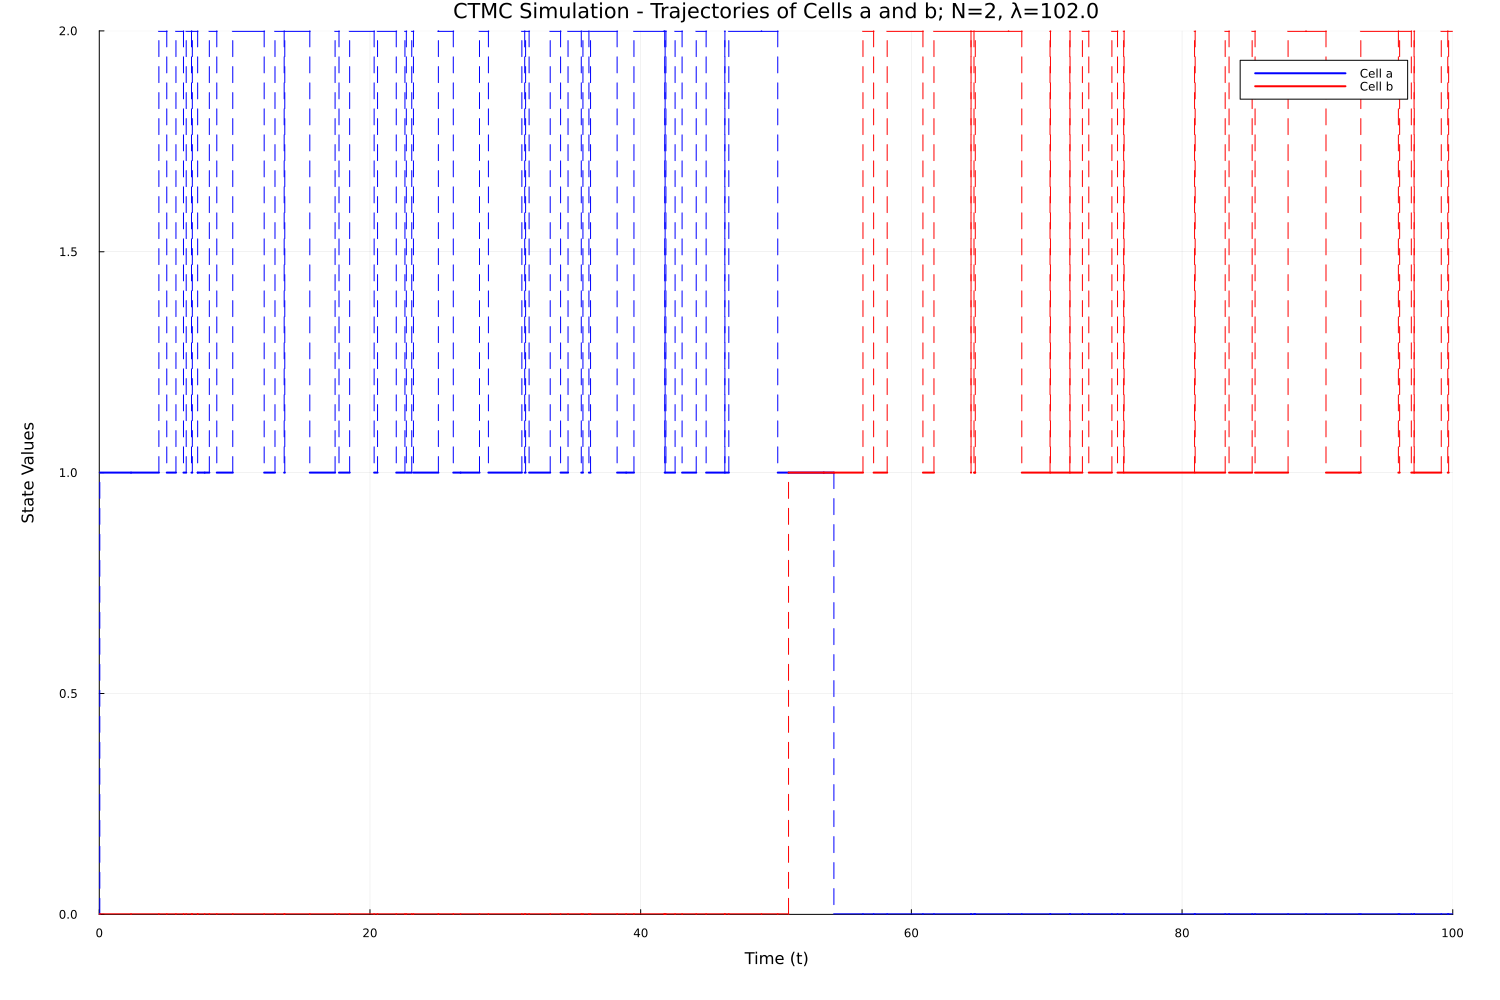 CTMC Simulation - Trajectories of Cells a and b; N=2, λ=102.0
2.0
Cell a
Cell b
1.5
1.0
State Values
0.5
0.0
0 20 40 60 80 100
Time (t)